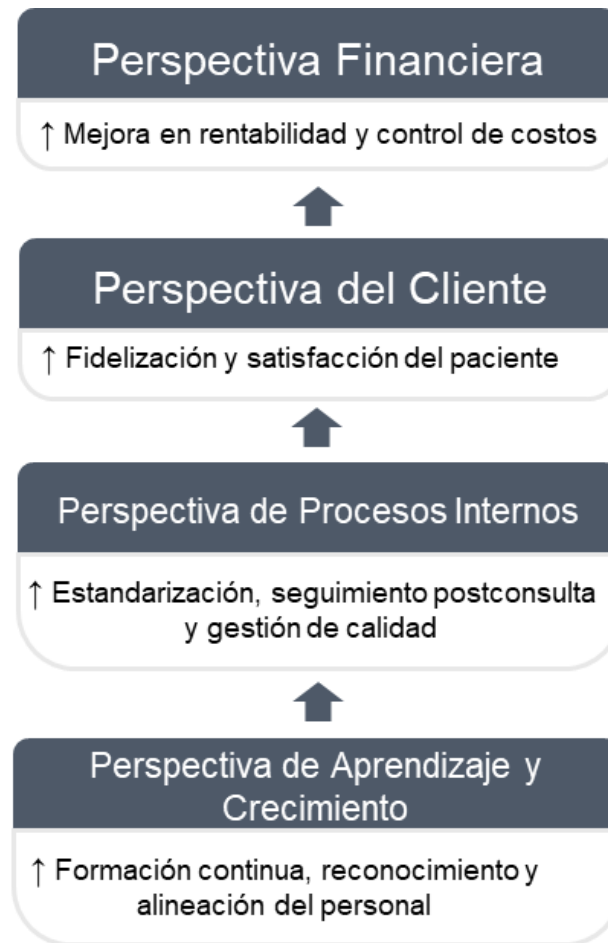 Perspectiva Financiera
↑ Mejora en rentabilidad y control de costos
Perspectiva del Cliente
↑ Fidelización y satisfacción del paciente
Perspectiva de Procesos Internos
↑ Estandarización, seguimiento postconsulta
y gestión de calidad
Perspectiva de Aprendizaje y
Crecimiento
↑ Formación continua, reconocimiento y
alineación del personal